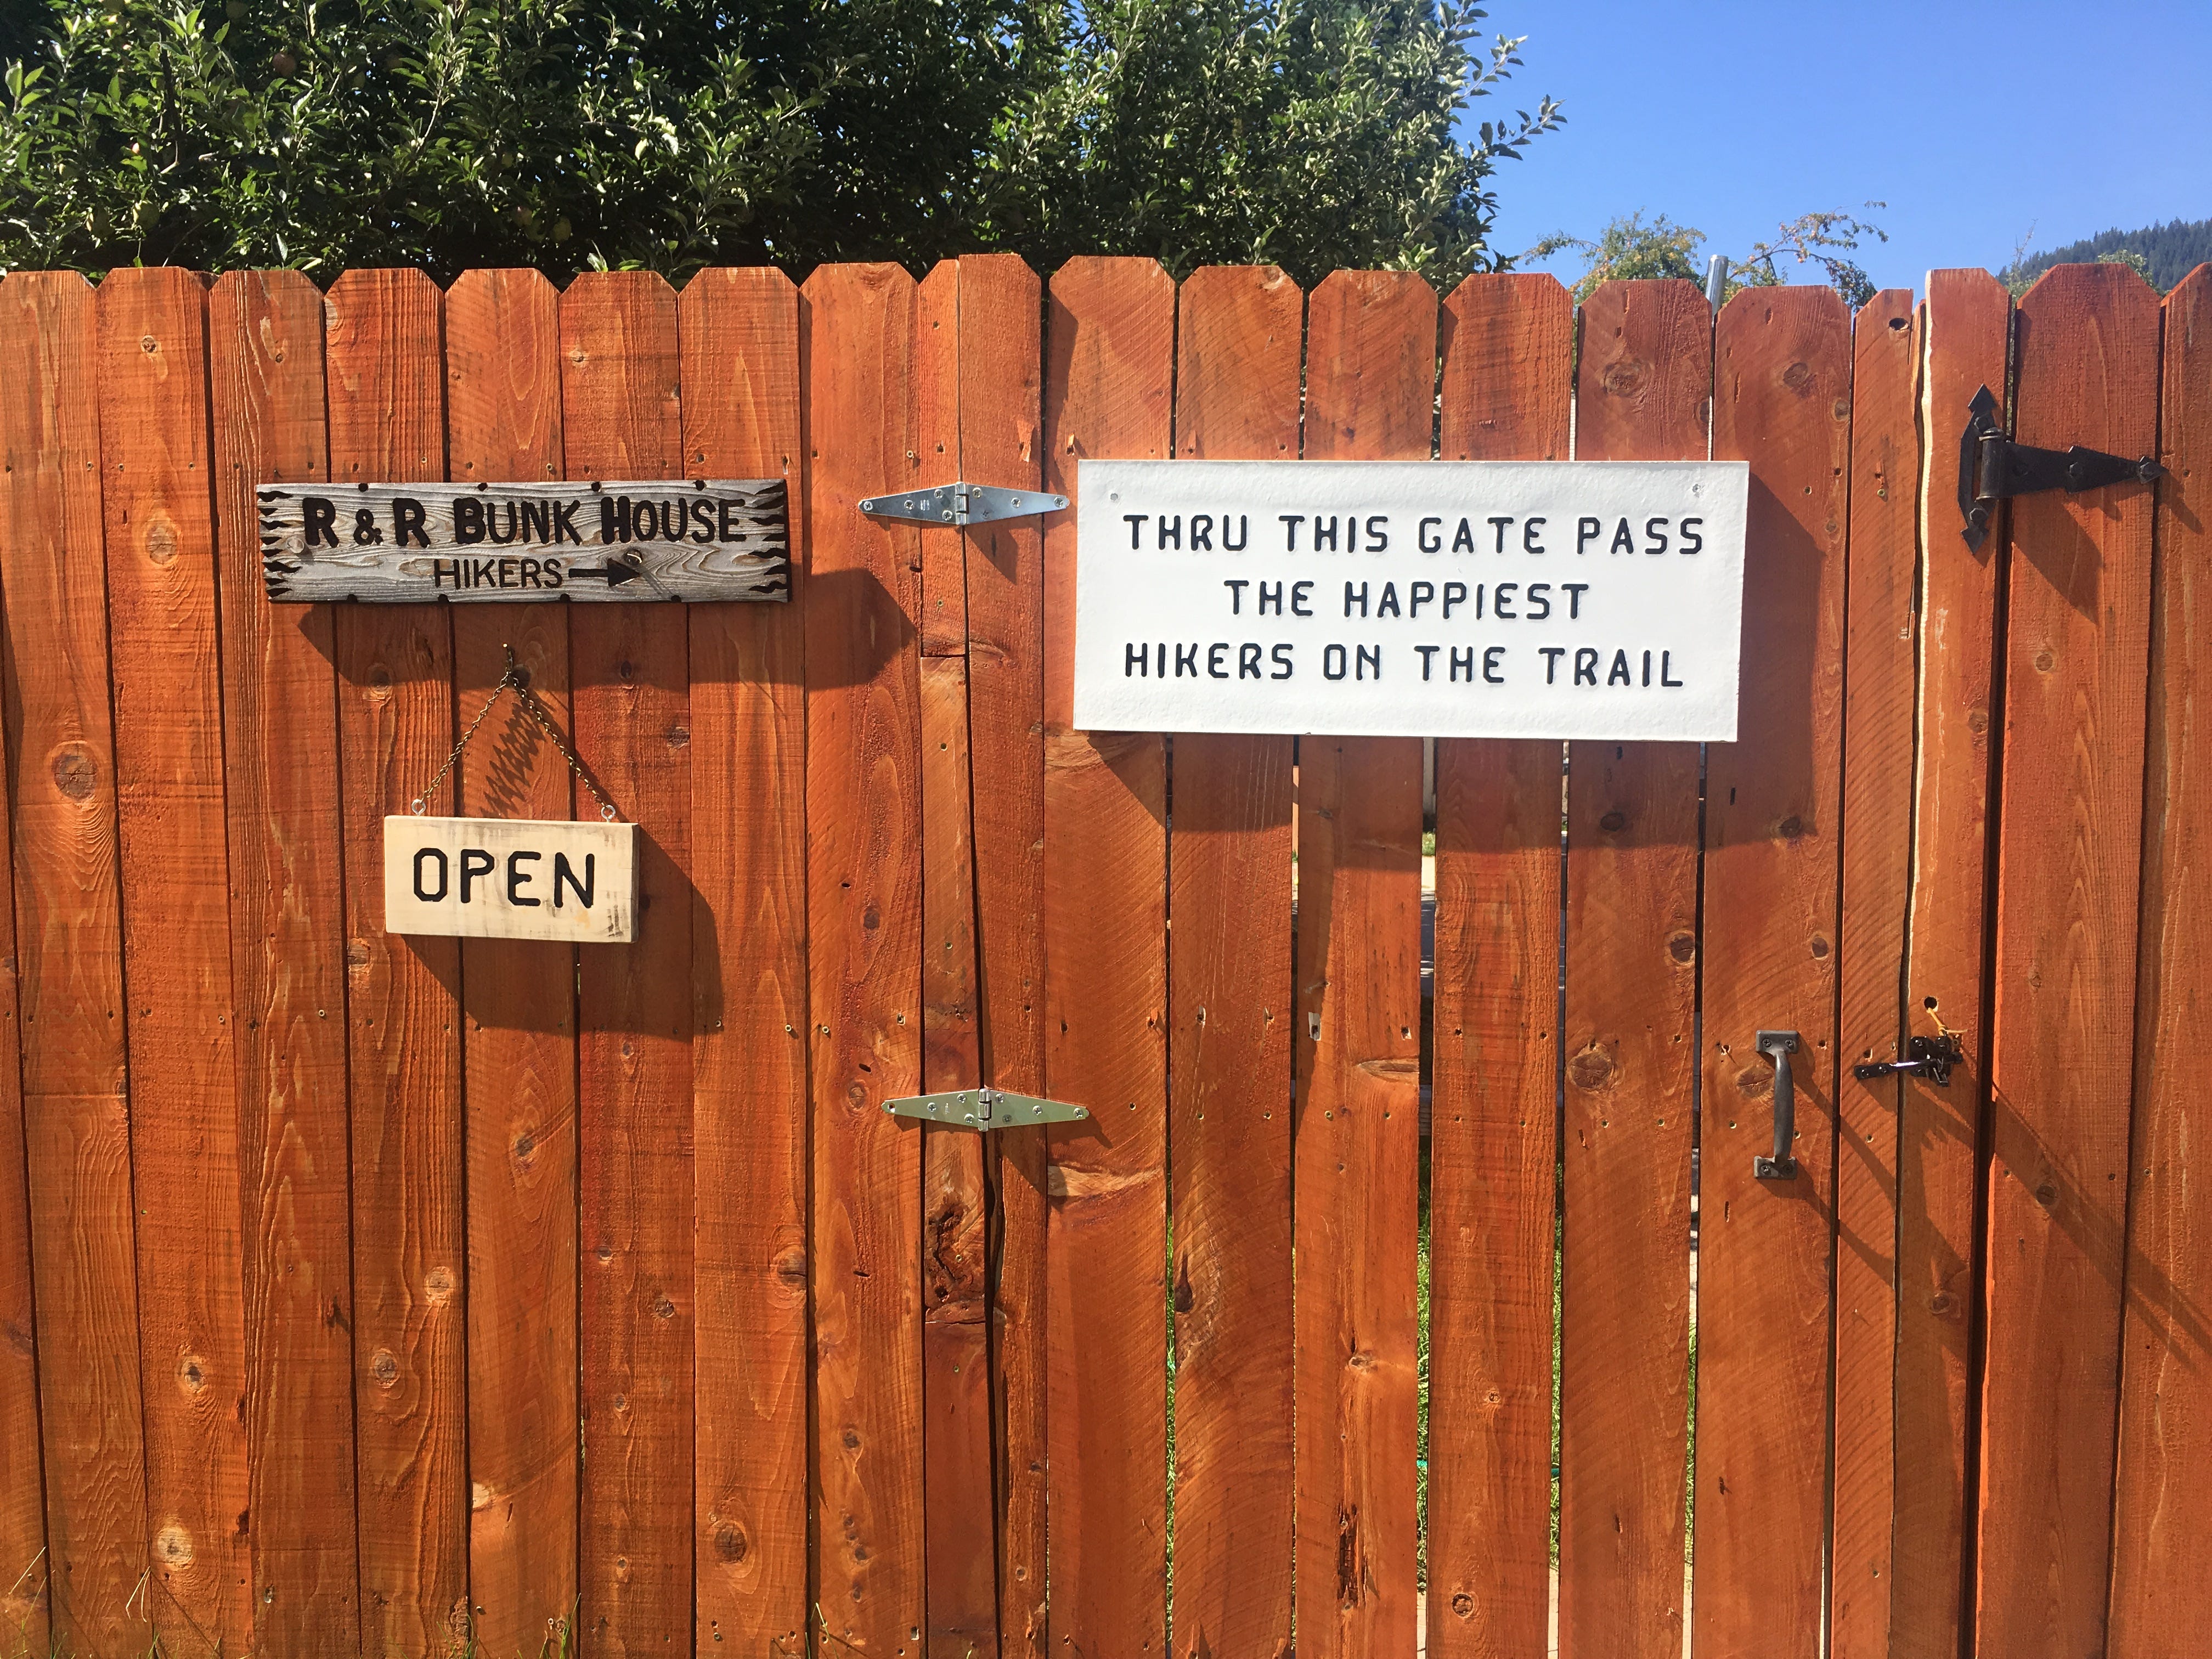 R & R BUNK HOUSE
HIKERS
OPEN
THRU THIS GATE PASS
THE HAPPIEST
HIKERS ON THE TRAIL